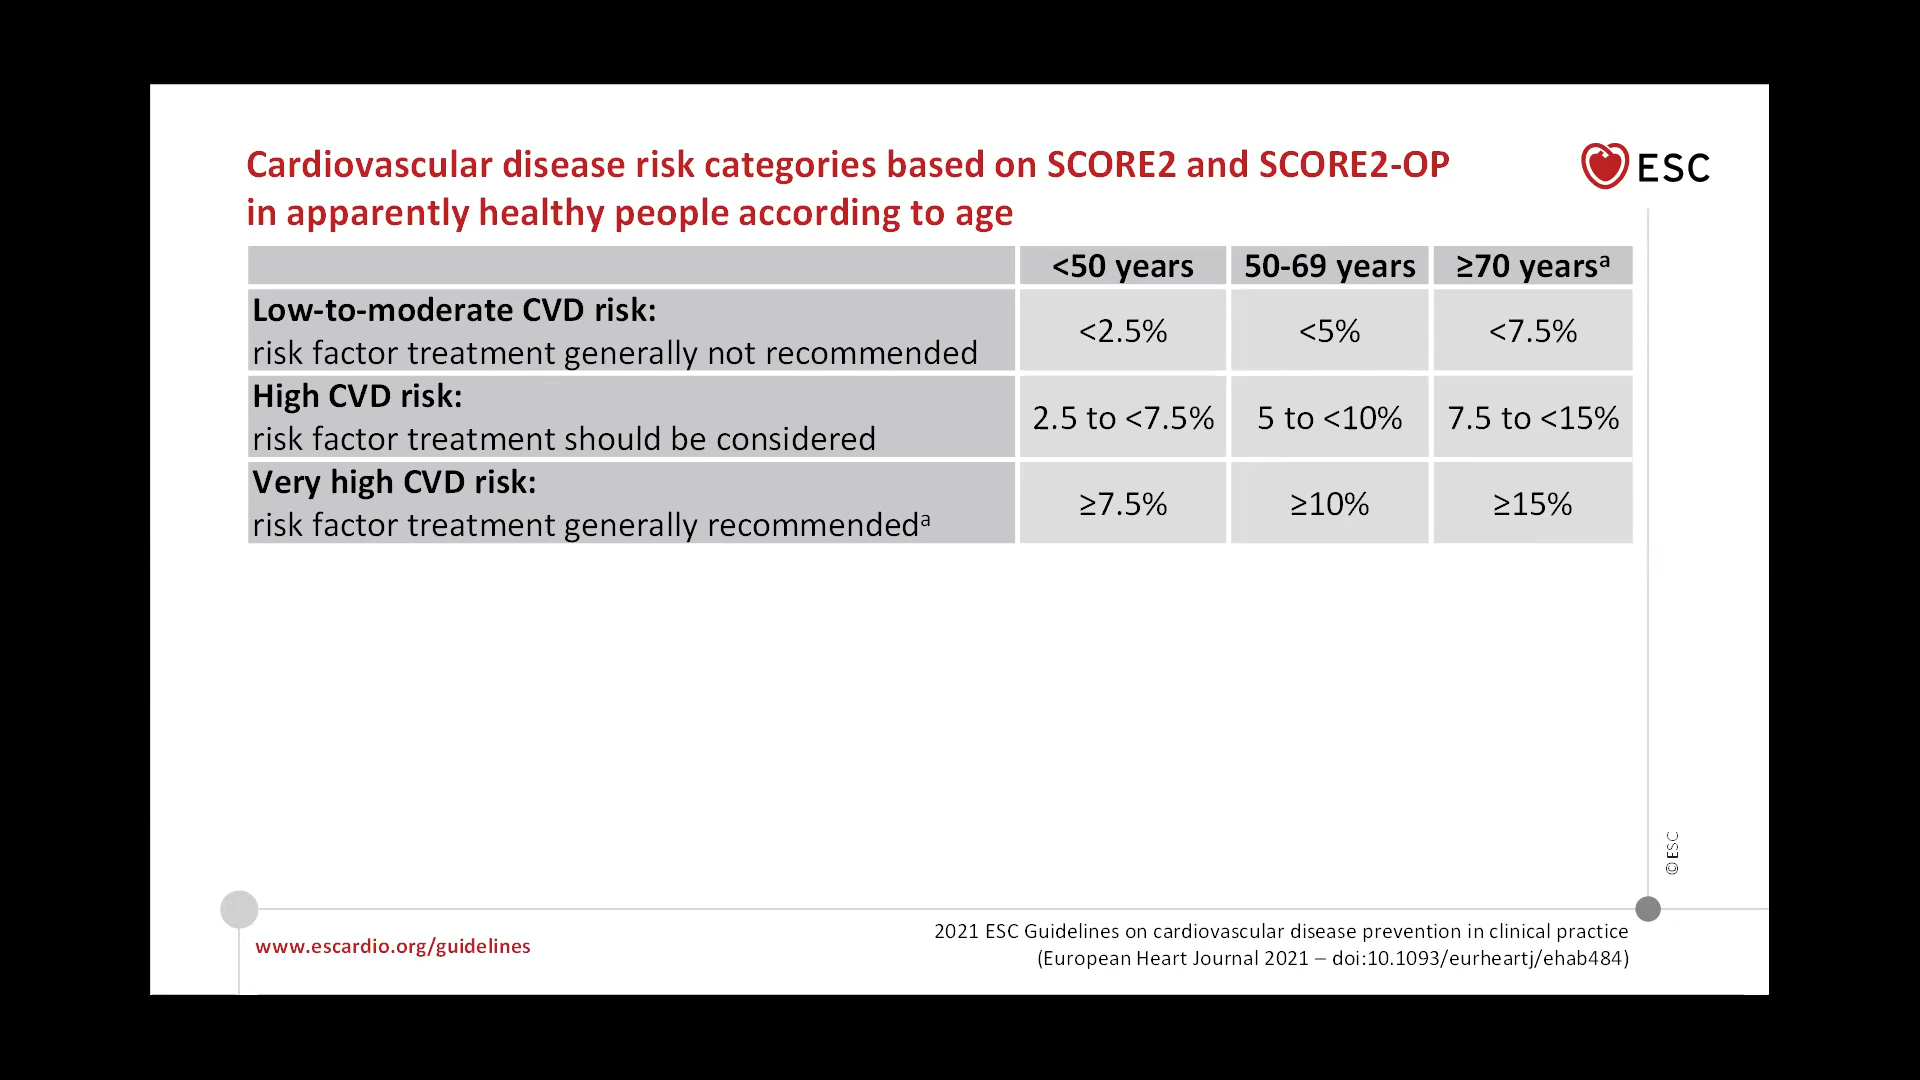 Cardiovascular disease risk categories based on SCORE2 and SCORE2-OP
in apparently healthy people according to age
ESC
<50 years 50-69 years ≥70 yearsᵃ
Low-to-moderate CVD risk:
risk factor treatment generally not recommended
<2.5% <5% <7.5%
High CVD risk:
risk factor treatment should be considered
2.5 to <7.5% 5 to <10% 7.5 to <15%
Very high CVD risk:
risk factor treatment generally recommendedᵃ
≥7.5% ≥10% ≥15%
© ESC
www.escardio.org/guidelines
2021 ESC Guidelines on cardiovascular disease prevention in clinical practice
(European Heart Journal 2021 – doi:10.1093/eurheartj/ehab484)